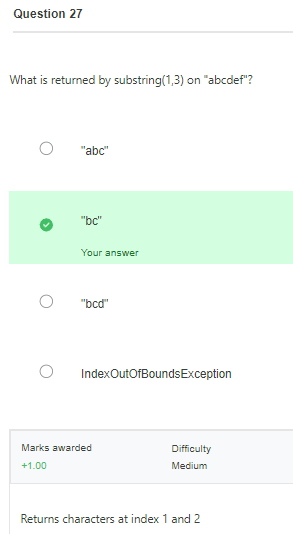 Question 27
What is returned by substring(1,3) on "abcdef"?
"abc"
"bc"
Your answer
"bcd"
IndexOutOfBoundsException
Marks awarded
Difficulty
+1.00
Medium
Returns characters at index 1 and 2